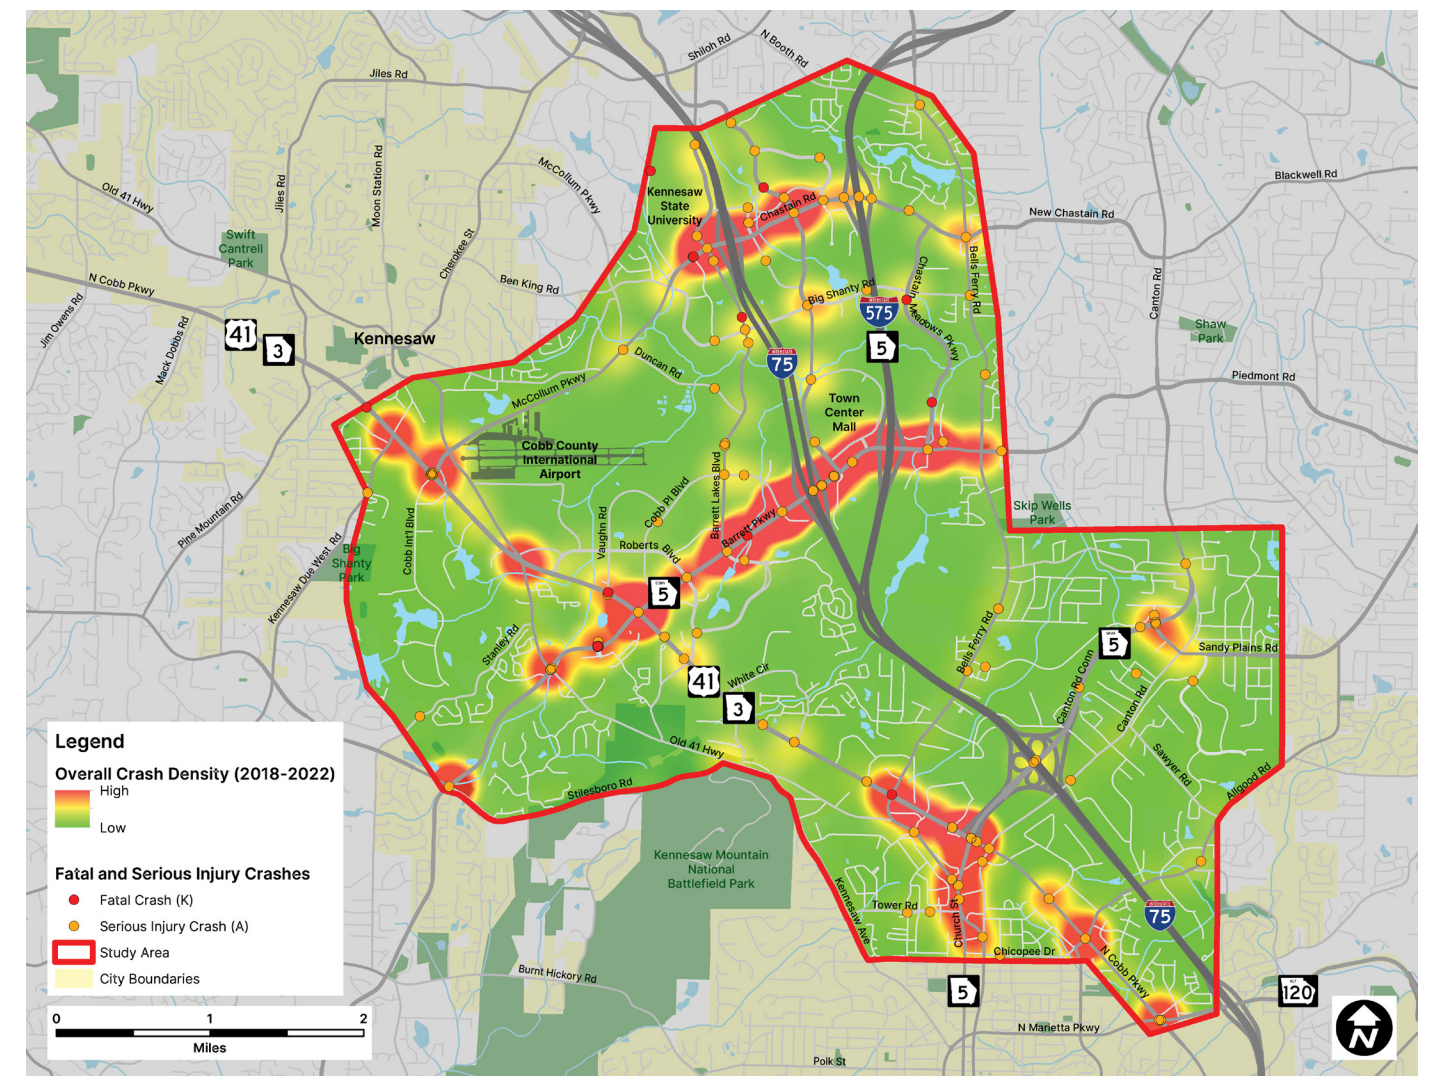 Shiloh Rd
N Booth Rd
Jiles Rd
Old 41 Hwy
Jiles Rd
Moon Station Rd
McCollum Pkwy
Cherokee St
Blackwell Rd
New Chastain Rd
Kennesaw
State
University
Chastain Rd
Swift
Cantrell
Park
N Cobb Pkwy
Ben King Rd
Bells Ferry Rd
Canton Rd
Big Shanty Rd
Chastain Meadows Pkwy
INTERSTATE
575
5
Jim Owens Rd
41
3
Mack Dobbs Rd
Kennesaw
Shaw
Park
Duncan Rd
INTERSTATE
75
Piedmont Rd
McCollum Pkwy
Town
Center
Mall
Cobb County
International
Airport
Barrett Lakes Blvd
Cobb Pl Blvd
Skip Wells
Park
Pine Mountain Rd
Cobb Int'l Blvd
Vaughn Rd
Roberts Blvd
Barrett Pkwy
Big
Shanty
Park
Kennesaw Due West Rd
5
Stanley Rd
Bells Ferry Rd
5
Sandy Plains Rd
41
White Cir
3
Canton Rd Conn
Canton Rd
Old 41 Hwy
Sawyer Rd
Allgood Rd
Stilesboro Rd
Kennesaw Mountain
National
Battlefield Park
Kennesaw Ave
Tower Rd
Church St
INTERSTATE
75
Chicopee Dr
N Cobb Pkwy
Burnt Hickory Rd
5
ALT
120
N Marietta Pkwy
Polk St
N
Legend
Overall Crash Density (2018-2022)
High
Low
Fatal and Serious Injury Crashes
Fatal Crash (K)
Serious Injury Crash (A)
Study Area
City Boundaries
0 1 2
Miles